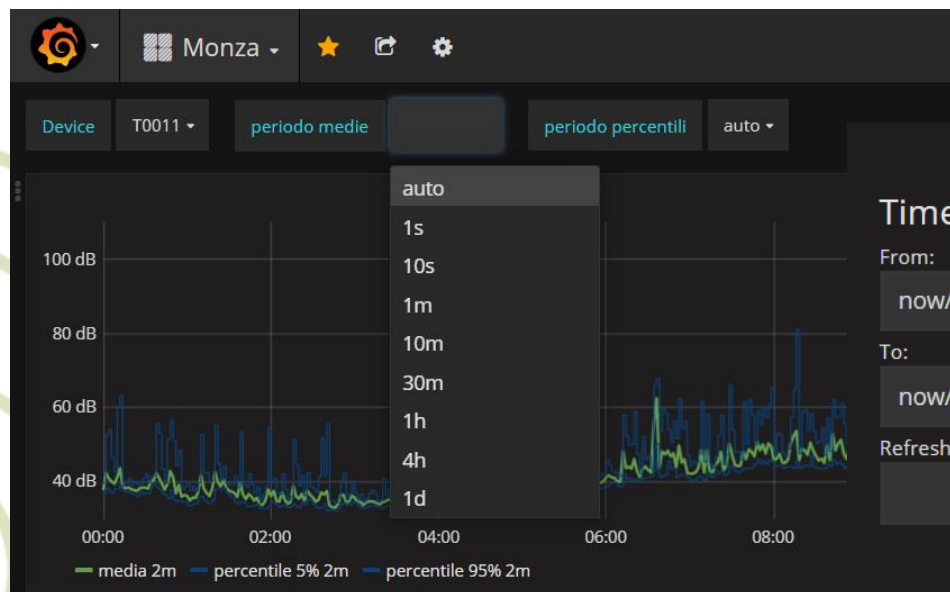 Monza
Device T0011 periodo medie periodo percentili auto
auto
1s
10s
1m
10m
30m
1h
4h
1d
100 dB
80 dB
60 dB
40 dB
00:00 02:00 04:00 06:00 08:00
media 2m percentile 5% 2m percentile 95% 2m
Time
From:
now/
To:
now/
Refresh